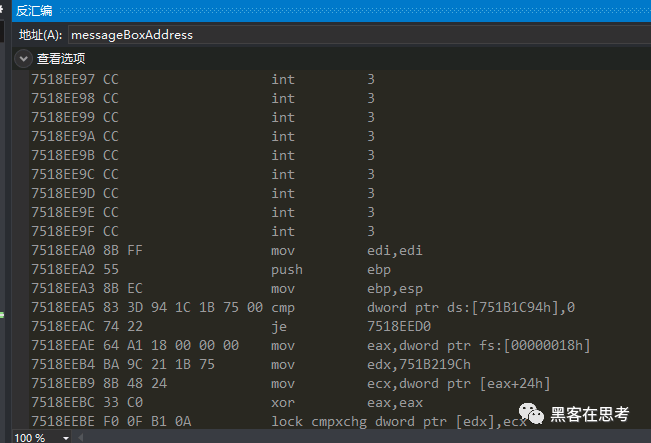 反汇编
地址(A): messageBoxAddress
查看选项
7518EE97 CC int 3
7518EE98 CC int 3
7518EE99 CC int 3
7518EE9A CC int 3
7518EE9B CC int 3
7518EE9C CC int 3
7518EE9D CC int 3
7518EE9E CC int 3
7518EE9F CC int 3
7518EEA0 8B FF mov edi,edi
7518EEA2 55 push ebp
7518EEA3 8B EC mov ebp,esp
7518EEA5 83 3D 94 1C 1B 75 00 cmp dword ptr ds:[751B1C94h],0
7518EEAC 74 22 je 7518EED0
7518EEAE 64 A1 18 00 00 00 mov eax,dword ptr fs:[00000018h]
7518EEB4 BA 9C 21 1B 75 mov edx,751B219Ch
7518EEB9 8B 48 24 mov ecx,dword ptr [eax+24h]
7518EEBC 33 C0 xor eax,eax
7518EEBE F0 0F B1 0A lock cmpxchg dword ptr [edx],ecx
黑客在思考
100 %